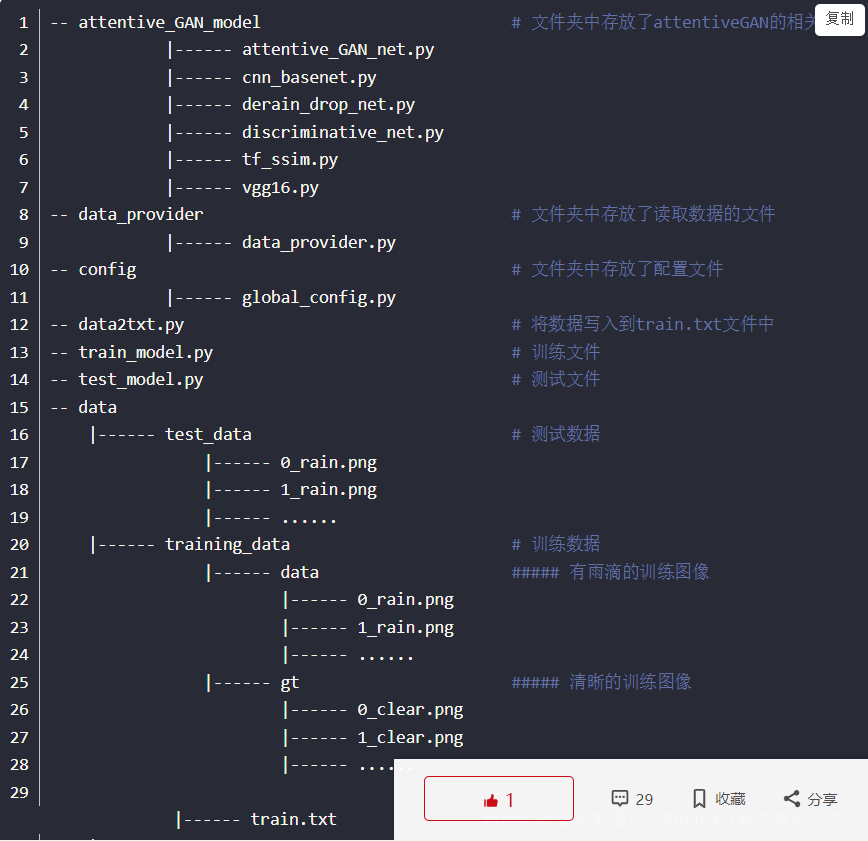 1 -- attentive_GAN_model # 文件夹中存放了attentiveGAN的相关
复制
2 |------ attentive_GAN_net.py
3 |------ cnn_basenet.py
4 |------ derain_drop_net.py
5 |------ discriminative_net.py
6 |------ tf_ssim.py
7 |------ vgg16.py
8 -- data_provider # 文件夹中存放了读取数据的文件
9 |------ data_provider.py
10 -- config # 文件夹中存放了配置文件
11 |------ global_config.py
12 -- data2txt.py # 将数据写入到train.txt文件中
13 -- train_model.py # 训练文件
14 -- test_model.py # 测试文件
15 -- data
16 |------ test_data # 测试数据
17 |------ 0_rain.png
18 |------ 1_rain.png
19 |------ ......
20 |------ training_data # 训练数据
21 |------ data ##### 有雨滴的训练图像
22 |------ 0_rain.png
23 |------ 1_rain.png
24 |------ ......
25 |------ gt ##### 清晰的训练图像
26 |------ 0_clear.png
27 |------ 1_clear.png
28 |------ ......
29
1 29 收藏 分享
|------ train.txt